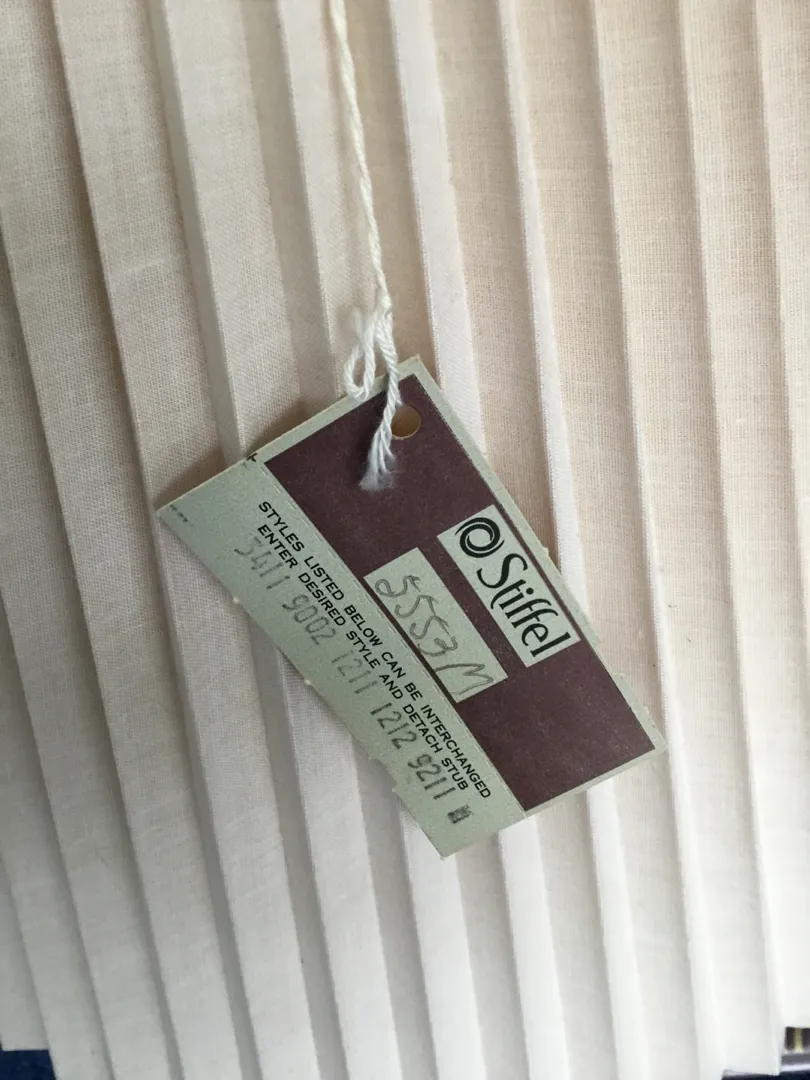 Stiffel
5553M
STYLES LISTED BELOW CAN BE INTERCHANGED
ENTER DESIRED STYLE AND DETACH STUB
5411 9002 1211 1212 9211